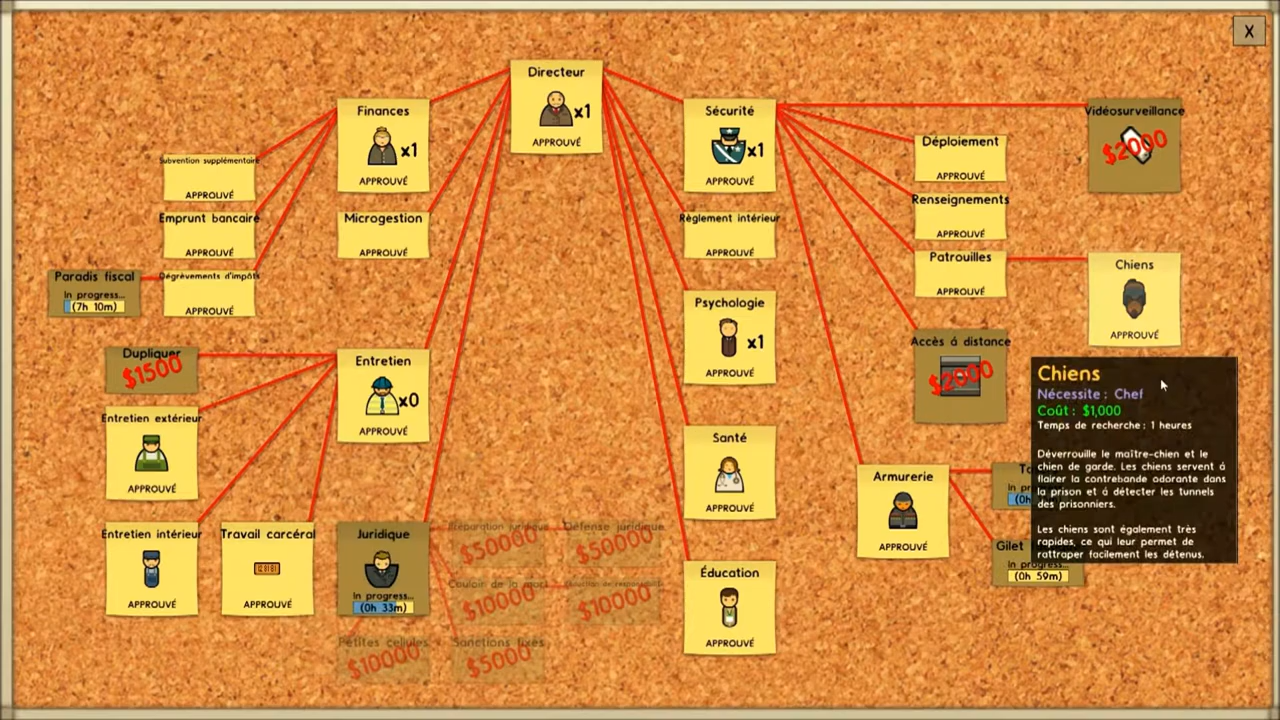 X
Directeur
x1
APPROUVÉ
Finances
x1
APPROUVÉ
Sécurité
x1
APPROUVÉ
Vidéosurveillance
$2000
Déploiement
APPROUVÉ
Subvention supplémentaire
APPROUVÉ
Renseignements
APPROUVÉ
Emprunt bancaire
APPROUVÉ
Microgestion
APPROUVÉ
Règlement intérieur
APPROUVÉ
Patrouilles
APPROUVÉ
Chiens
APPROUVÉ
Paradis fiscal
In progress...
(7h 10m)
Dégrèvements d'impôts
APPROUVÉ
Psychologie
x1
APPROUVÉ
Accès á distance
$2000
Dupliquer
$1500
Entretien
x0
APPROUVÉ
Chiens
Nécessite : Chef
Coût : $1,000
Temps de recherche : 1 heures
Déverrouille le maître-chien et le
chien de garde. Les chiens servent á
flairer la contrebande odorante dans
la prison et á détecter les tunnels
des prisonniers.
Les chiens sont également très
rapides, ce qui leur permet de
rattraper facilement les détenus.
Entretien extérieur
APPROUVÉ
Santé
APPROUVÉ
Armurerie
APPROUVÉ
In pr
(0h
Gilet
In progress...
(0h 59m)
Entretien intérieur
APPROUVÉ
Travail carcéral
APPROUVÉ
Juridique
In progress...
(0h 33m)
Préparation juridique
$50000
Défense juridique
$50000
Couloir de la mort
$10000
$10000
Petites cellules
$10000
Sanctions fixes
$5000
Éducation
APPROUVÉ